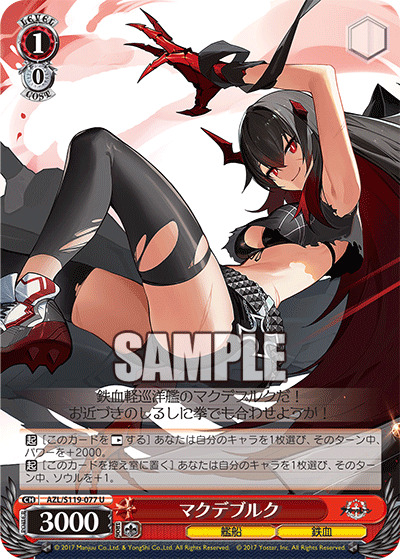 LEVEL
1
0
COST
SAMPLE
鉄血軽巡洋艦のマクデブルクだ!
お近づきのしるしに拳でも合わせようか!
起[このカードを する] あなたは自分のキャラを1枚選び、そのターン中、
パワーを+2000。
起[このカードを控え室に置く] あなたは自分のキャラを1枚選び、そのターン
中、ソウルを+1。
CH AZL/S119-077 U
POWER
3000
マクデブルク
艦船 鉄血
© 2017 Manjuu Co.,Ltd. & YongShi Co.,Ltd. All Rights Reserved. © 2017 Yostar, Inc. All Rights Reserved.